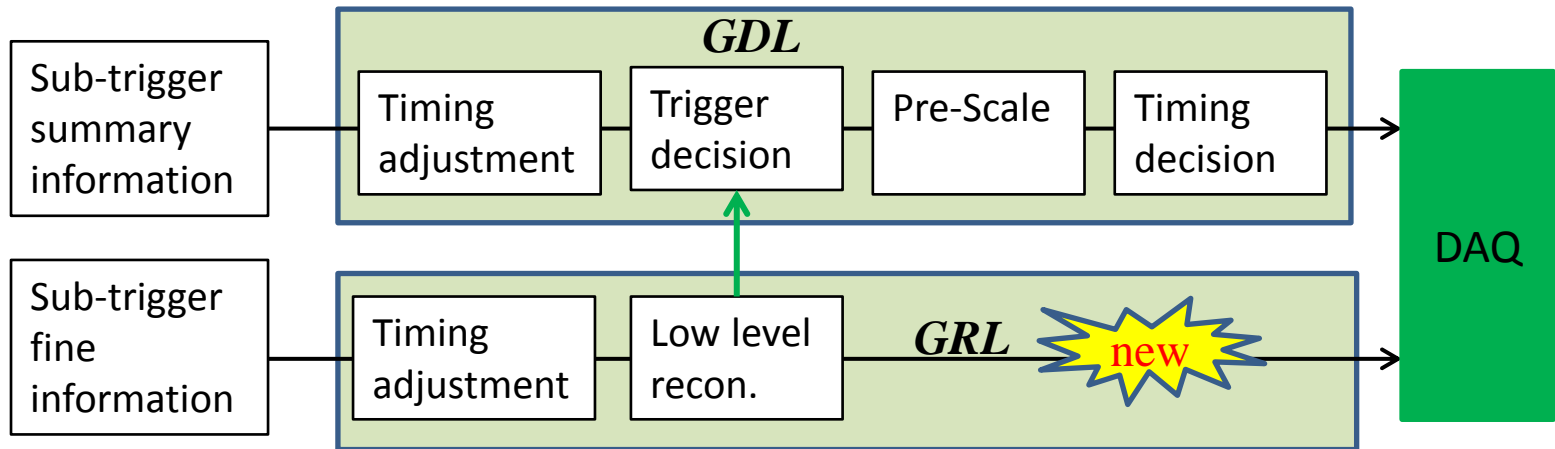 GDL
Sub-trigger
summary
information
Timing
adjustment
Trigger
decision
Pre-Scale
Timing
decision
DAQ
Sub-trigger
fine
information
Timing
adjustment
Low level
recon.
GRL
new